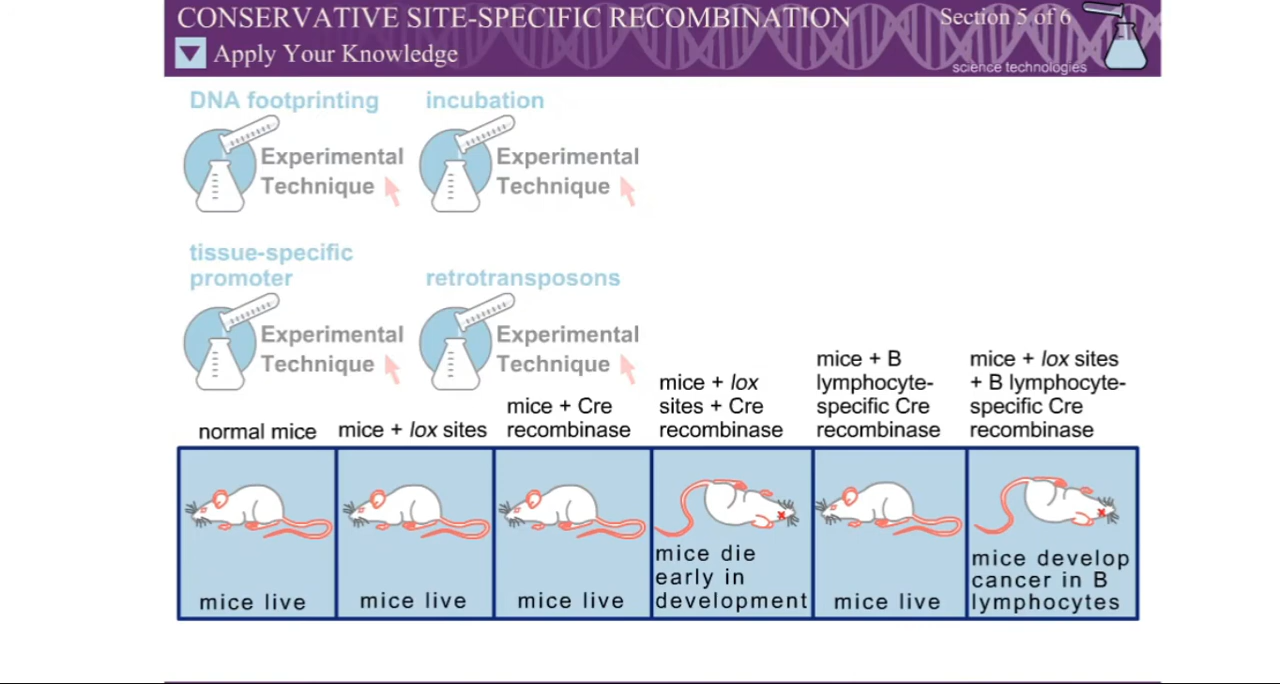 CONSERVATIVE SITE-SPECIFIC RECOMBINATION
Section 5 of 6
Apply Your Knowledge
science technologies
DNA footprinting
Experimental
Technique
incubation
Experimental
Technique
tissue-specific
promoter
Experimental
Technique
retrotransposons
Experimental
Technique
normal mice
mice + lox sites
mice + Cre
recombinase
mice + lox
sites + Cre
recombinase
mice + B
lymphocyte-
specific Cre
recombinase
mice + lox sites
+ B lymphocyte-
specific Cre
recombinase
mice live
mice live
mice live
mice die
early in
development
mice live
mice develop
cancer in B
lymphocytes